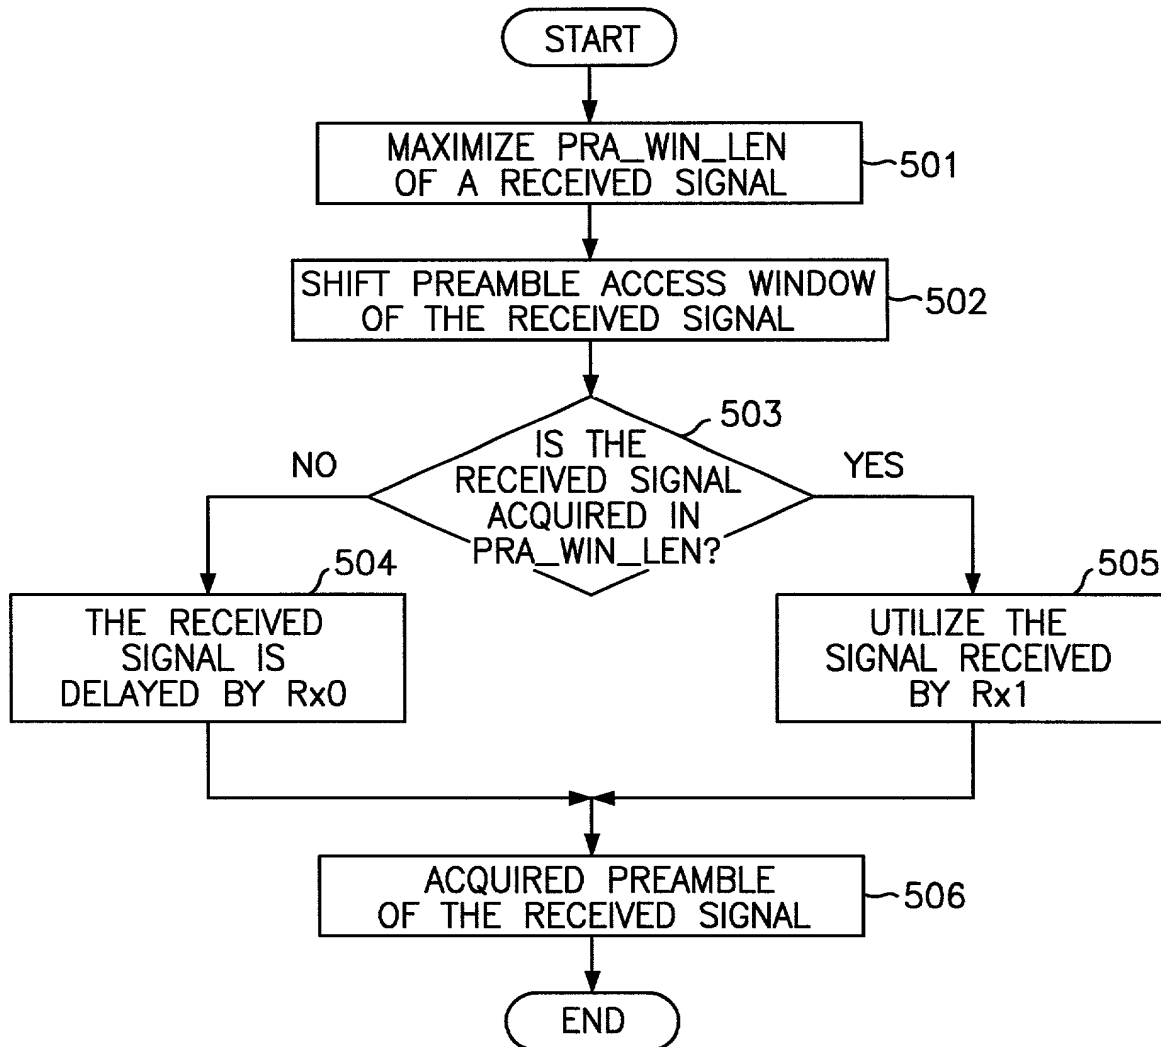 START
MAXIMIZE PRA_WIN_LEN
OF A RECEIVED SIGNAL
501
SHIFT PREAMBLE ACCESS WINDOW
OF THE RECEIVED SIGNAL
502
503
IS THE
RECEIVED SIGNAL
ACQUIRED IN
PRA_WIN_LEN?
NO
YES
504
THE RECEIVED
SIGNAL IS
DELAYED BY Rx0
505
UTILIZE THE
SIGNAL RECEIVED
BY Rx1
ACQUIRED PREAMBLE
OF THE RECEIVED SIGNAL
506
END